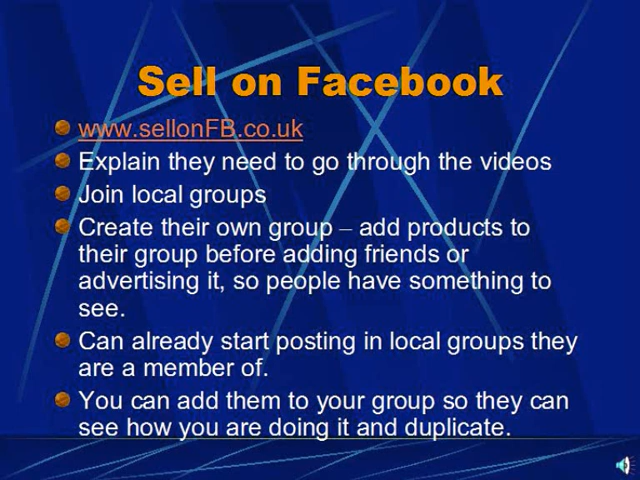 Sell on Facebook
www.sellonFB.co.uk
Explain they need to go through the videos
Join local groups
Create their own group – add products to
their group before adding friends or
advertising it, so people have something to
see.
Can already start posting in local groups they
are a member of.
You can add them to your group so they can
see how you are doing it and duplicate.